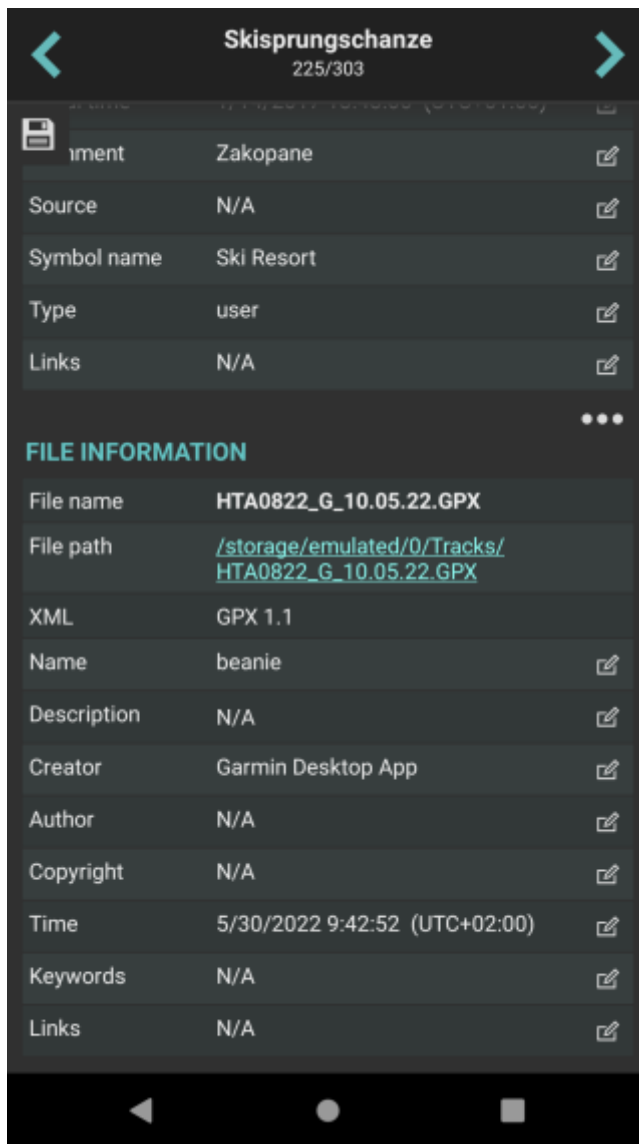 Skisprungschanze
225/303
nment Zakopane
Source N/A
Symbol name Ski Resort
Type user
Links N/A
FILE INFORMATION
File name HTA0822_G_10.05.22.GPX
File path /storage/emulated/0/Tracks/
HTA0822_G_10.05.22.GPX
XML GPX 1.1
Name beanie
Description N/A
Creator Garmin Desktop App
Author N/A
Copyright N/A
Time 5/30/2022 9:42:52 (UTC+02:00)
Keywords N/A
Links N/A